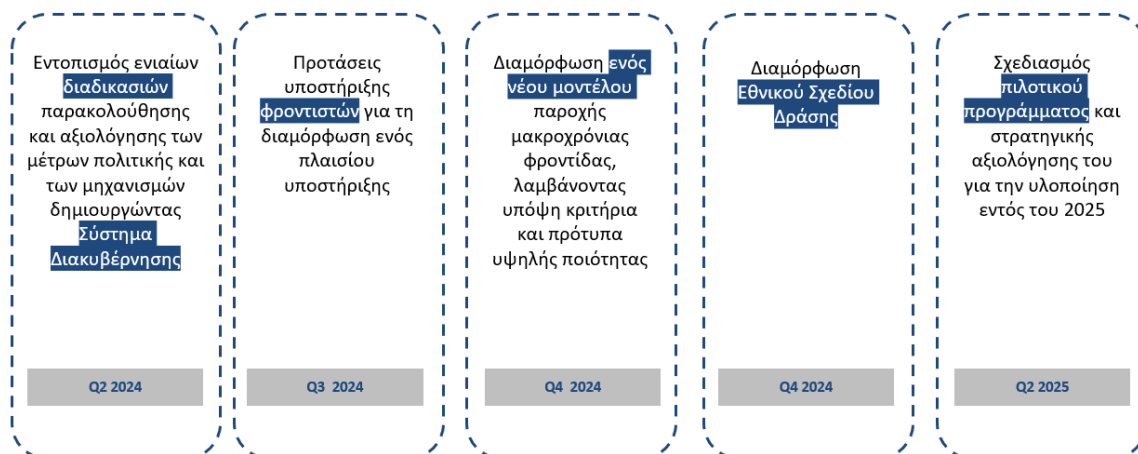 Εντοπισμός ενιαίων
διαδικασιών
παρακολούθησης
και αξιολόγησης των
μέτρων πολιτικής και
των μηχανισμών
δημιουργώντας
Σύστημα
Διακυβέρνησης
Q2 2024
Προτάσεις
υποστήριξης
φροντιστών για τη
διαμόρφωση ενός
πλαισίου
υποστήριξης
Q3 2024
Διαμόρφωση ενός
νέου μοντέλου
παροχής
μακροχρόνιας
φροντίδας,
λαμβάνοντας
υπόψη κριτήρια
και πρότυπα
υψηλής ποιότητας
Q4 2024
Διαμόρφωση
Εθνικού Σχεδίου
Δράσης
Q4 2024
Σχεδιασμός
πιλοτικού
προγράμματος και
στρατηγικής
αξιολόγησης του
για την υλοποίηση
εντός του 2025
Q2 2025